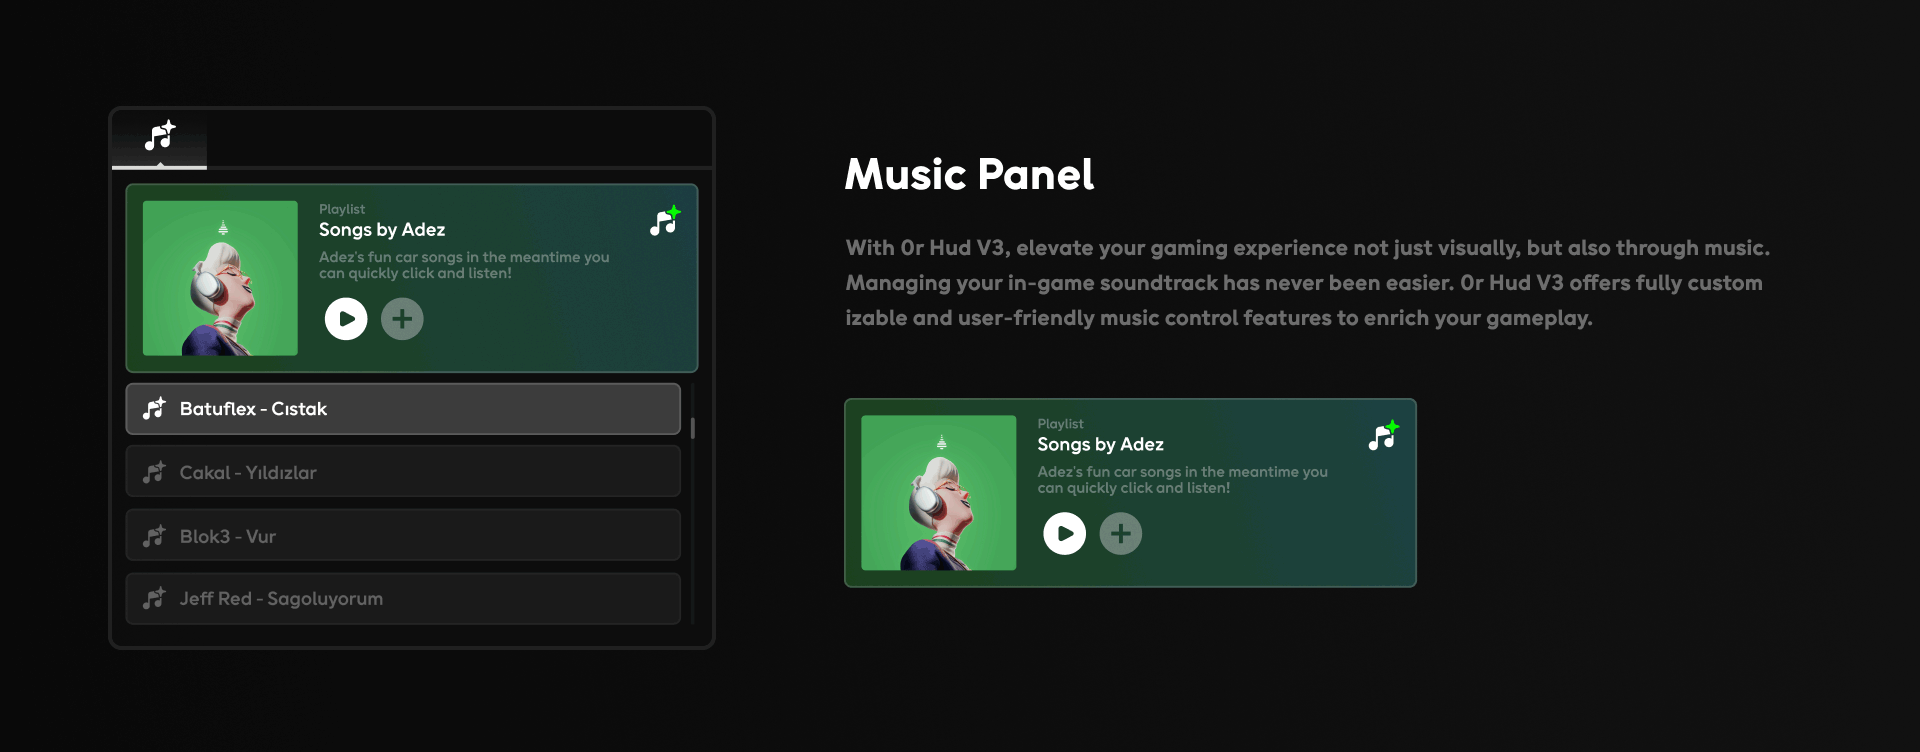 Playlist
Songs by Adez
Adez's fun car songs in the meantime you
can quickly click and listen!
Batuflex - Cıstak
Cakal - Yıldızlar
Blok3 - Vur
Jeff Red - Sagoluyorum
Music Panel
With 0r Hud V3, elevate your gaming experience not just visually, but also through music.
Managing your in-game soundtrack has never been easier. 0r Hud V3 offers fully custom
izable and user-friendly music control features to enrich your gameplay.
Playlist
Songs by Adez
Adez's fun car songs in the meantime you
can quickly click and listen!